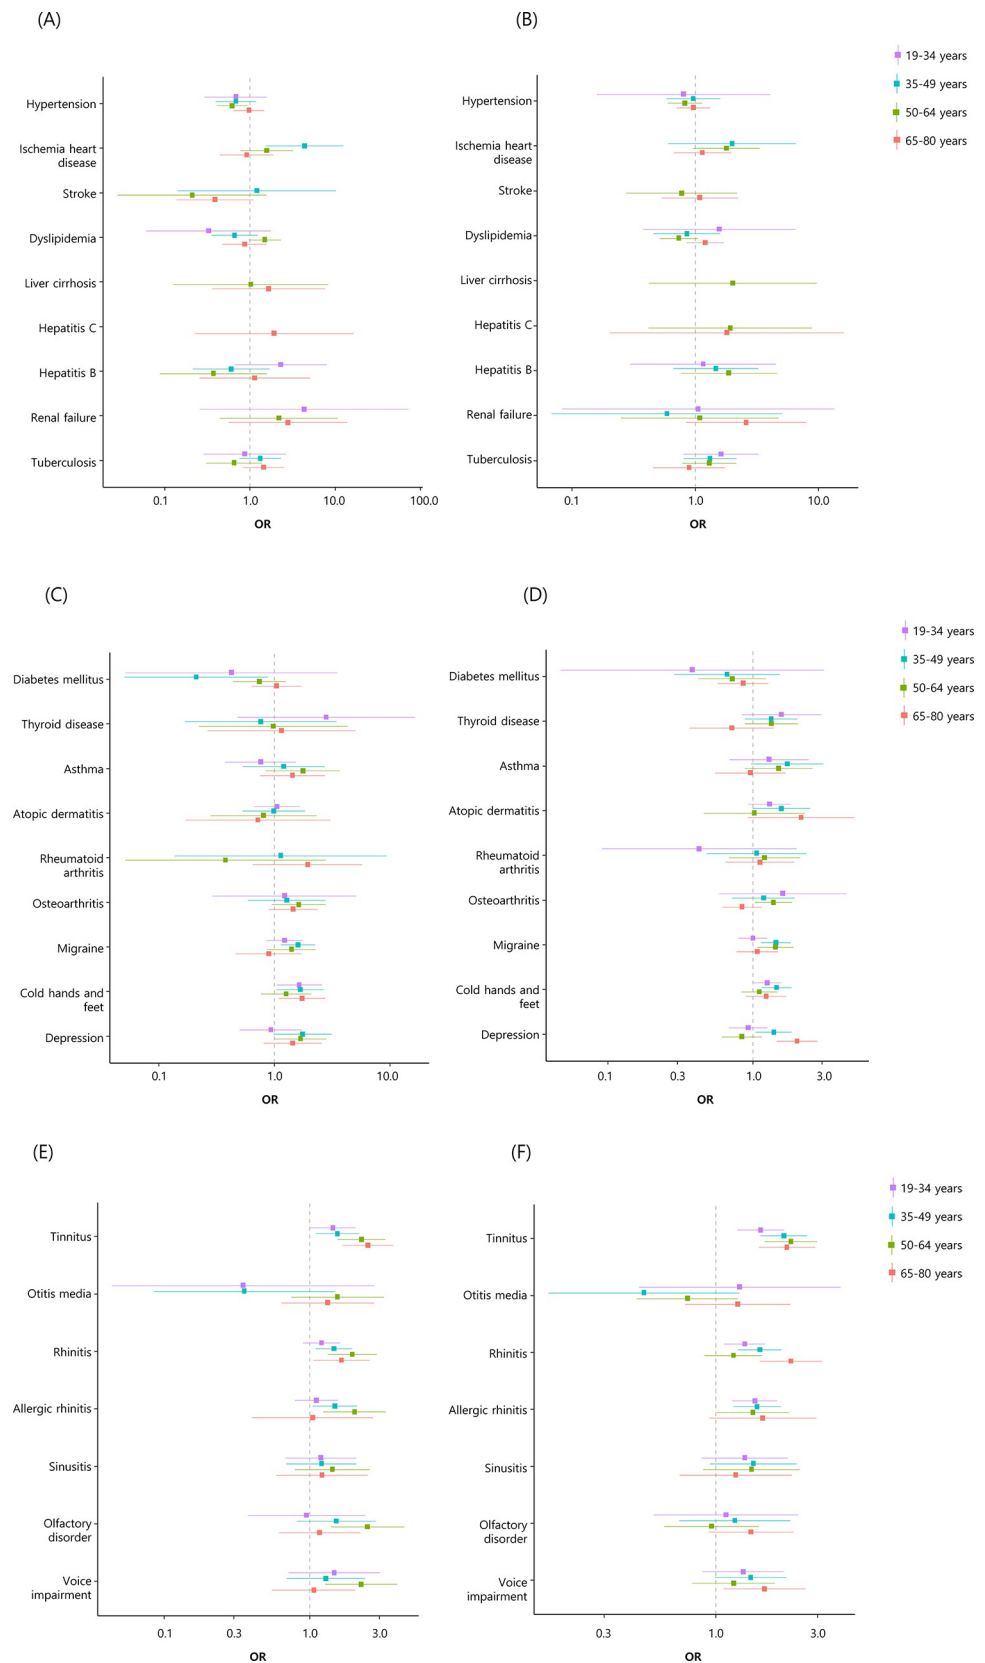 (A)
Hypertension
Ischemia heart
disease
Stroke
Dyslipidemia
Liver cirrhosis
Hepatitis C
Hepatitis B
Renal failure
Tuberculosis
0.1 1.0 10.0 100.0
OR
(B)
Hypertension
Ischemia heart
disease
Stroke
Dyslipidemia
Liver cirrhosis
Hepatitis C
Hepatitis B
Renal failure
Tuberculosis
0.1 1.0 10.0
OR
19-34 years
35-49 years
50-64 years
65-80 years
(C)
Diabetes mellitus
Thyroid disease
Asthma
Atopic dermatitis
Rheumatoid
arthritis
Osteoarthritis
Migraine
Cold hands and
feet
Depression
0.1 1.0 10.0
OR
(D)
Diabetes mellitus
Thyroid disease
Asthma
Atopic dermatitis
Rheumatoid
arthritis
Osteoarthritis
Migraine
Cold hands and
feet
Depression
0.1 0.3 1.0 3.0
OR
19-34 years
35-49 years
50-64 years
65-80 years
(E)
Tinnitus
Otitis media
Rhinitis
Allergic rhinitis
Sinusitis
Olfactory
disorder
Voice
impairment
0.1 0.3 1.0 3.0
OR
(F)
Tinnitus
Otitis media
Rhinitis
Allergic rhinitis
Sinusitis
Olfactory
disorder
Voice
impairment
0.3 1.0 3.0
OR
19-34 years
35-49 years
50-64 years
65-80 years